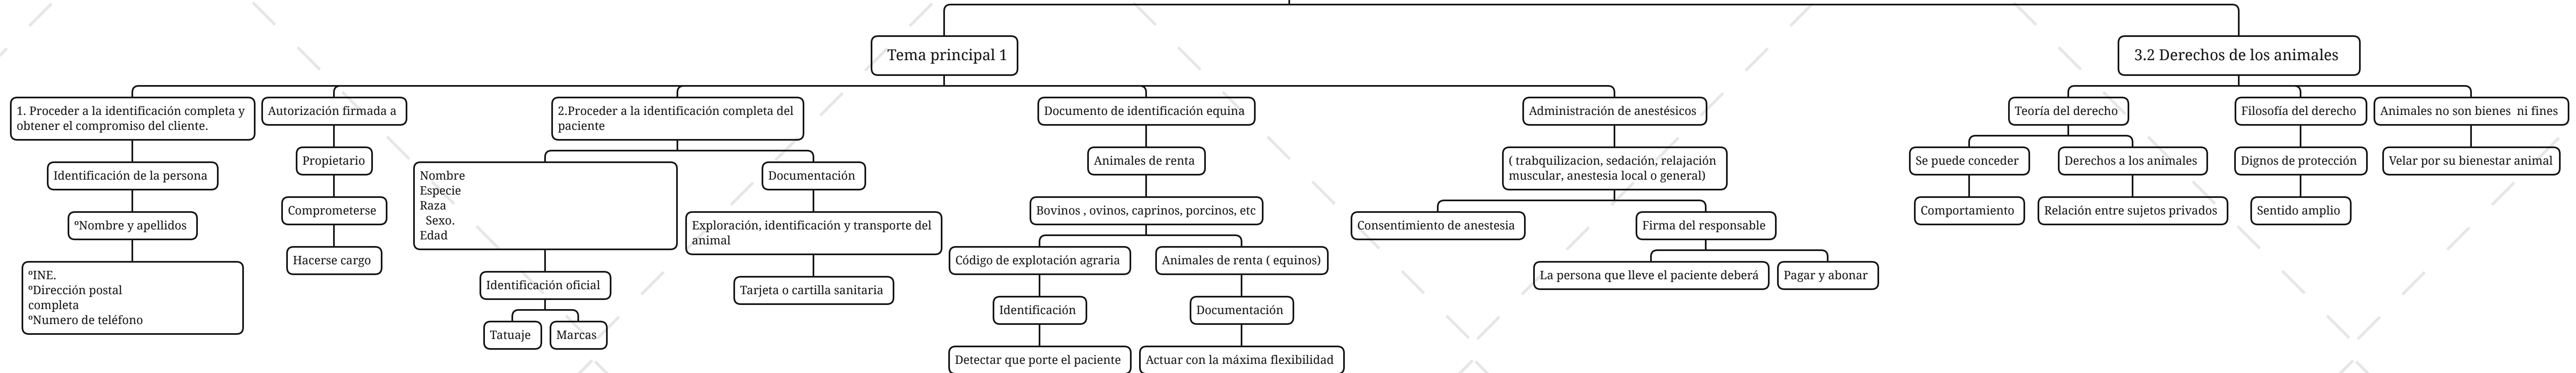 Tema principal 1
3.2 Derechos de los animales
1. Proceder a la identificación completa y
obtener el compromiso del cliente.
Identificación de la persona
ºNombre y apellidos
ºINE.
ºDirección postal
completa
ºNumero de teléfono
Autorización firmada a
Propietario
Comprometerse
Hacerse cargo
2.Proceder a la identificación completa del
paciente
Nombre
Especie
Raza
Sexo.
Edad
Identificación oficial
Tatuaje
Marcas
Documentación
Exploración, identificación y transporte del
animal
Tarjeta o cartilla sanitaria
Documento de identificación equina
Animales de renta
Bovinos , ovinos, caprinos, porcinos, etc
Código de explotación agraria
Identificación
Detectar que porte el paciente
Animales de renta ( equinos)
Documentación
Actuar con la máxima flexibilidad
Administración de anestésicos
( trabquilizacion, sedación, relajación
muscular, anestesia local o general)
Consentimiento de anestesia
Firma del responsable
La persona que lleve el paciente deberá
Pagar y abonar
Teoría del derecho
Se puede conceder
Comportamiento
Derechos a los animales
Relación entre sujetos privados
Filosofía del derecho
Dignos de protección
Sentido amplio
Animales no son bienes ni fines
Velar por su bienestar animal